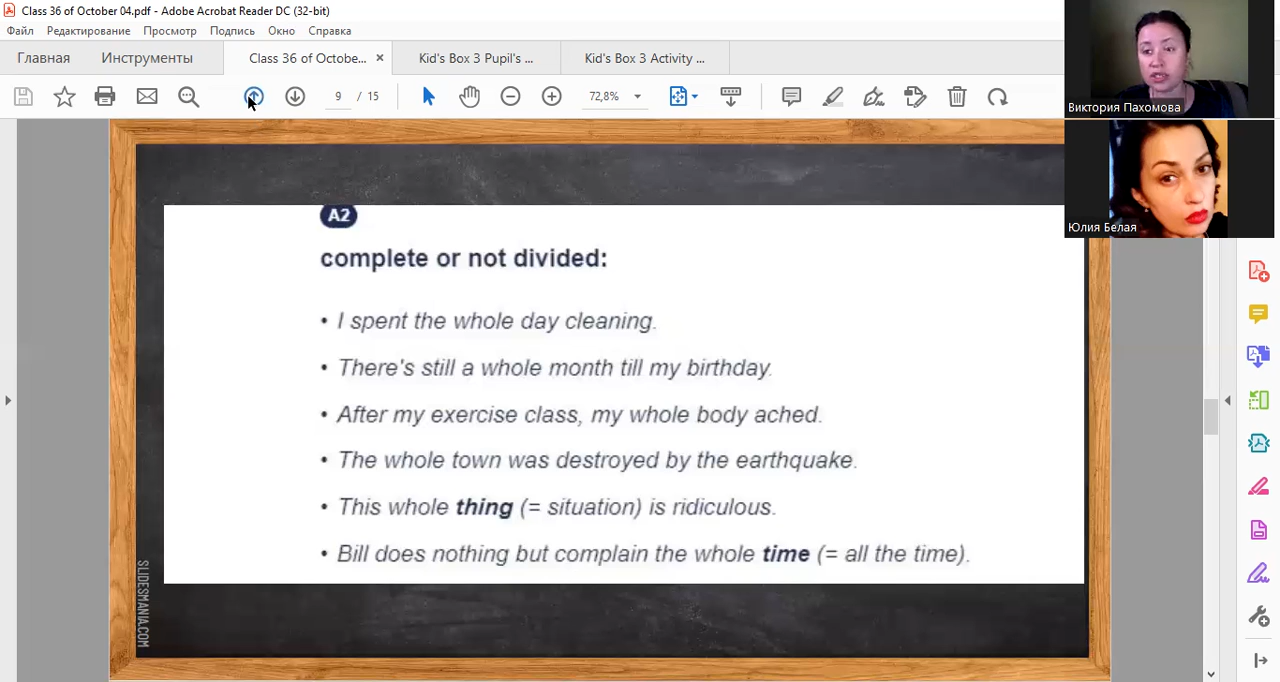 Class 36 of October 04.pdf - Adobe Acrobat Reader DC (32-bit)
Файл Редактирование Просмотр Подпись Окно Справка
Главная Инструменты Class 36 of Octobe... × Kid's Box 3 Pupil's ... Kid's Box 3 Activity ...
9 / 15 72,8%
Виктория Пахомова
Юлия Белая
A2
complete or not divided:
• I spent the whole day cleaning.
• There's still a whole month till my birthday.
• After my exercise class, my whole body ached.
• The whole town was destroyed by the earthquake.
• This whole thing (= situation) is ridiculous.
• Bill does nothing but complain the whole time (= all the time).
SLIDESMANIA.COM